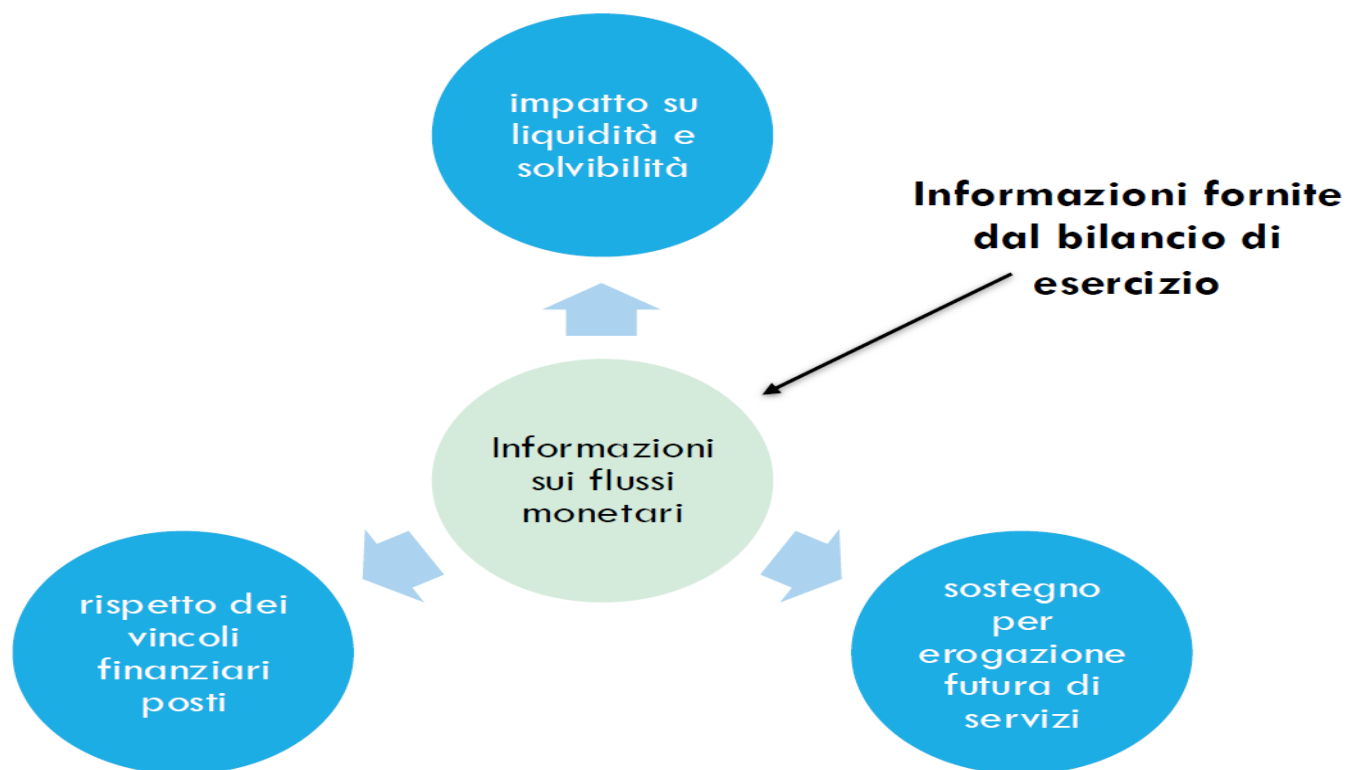 impatto su
liquidità e
solvibilità
Informazioni fornite
dal bilancio di
esercizio
Informazioni
sui flussi
monetari
rispetto dei
vincoli
finanziari
posti
sostegno
per
erogazione
futura di
servizi